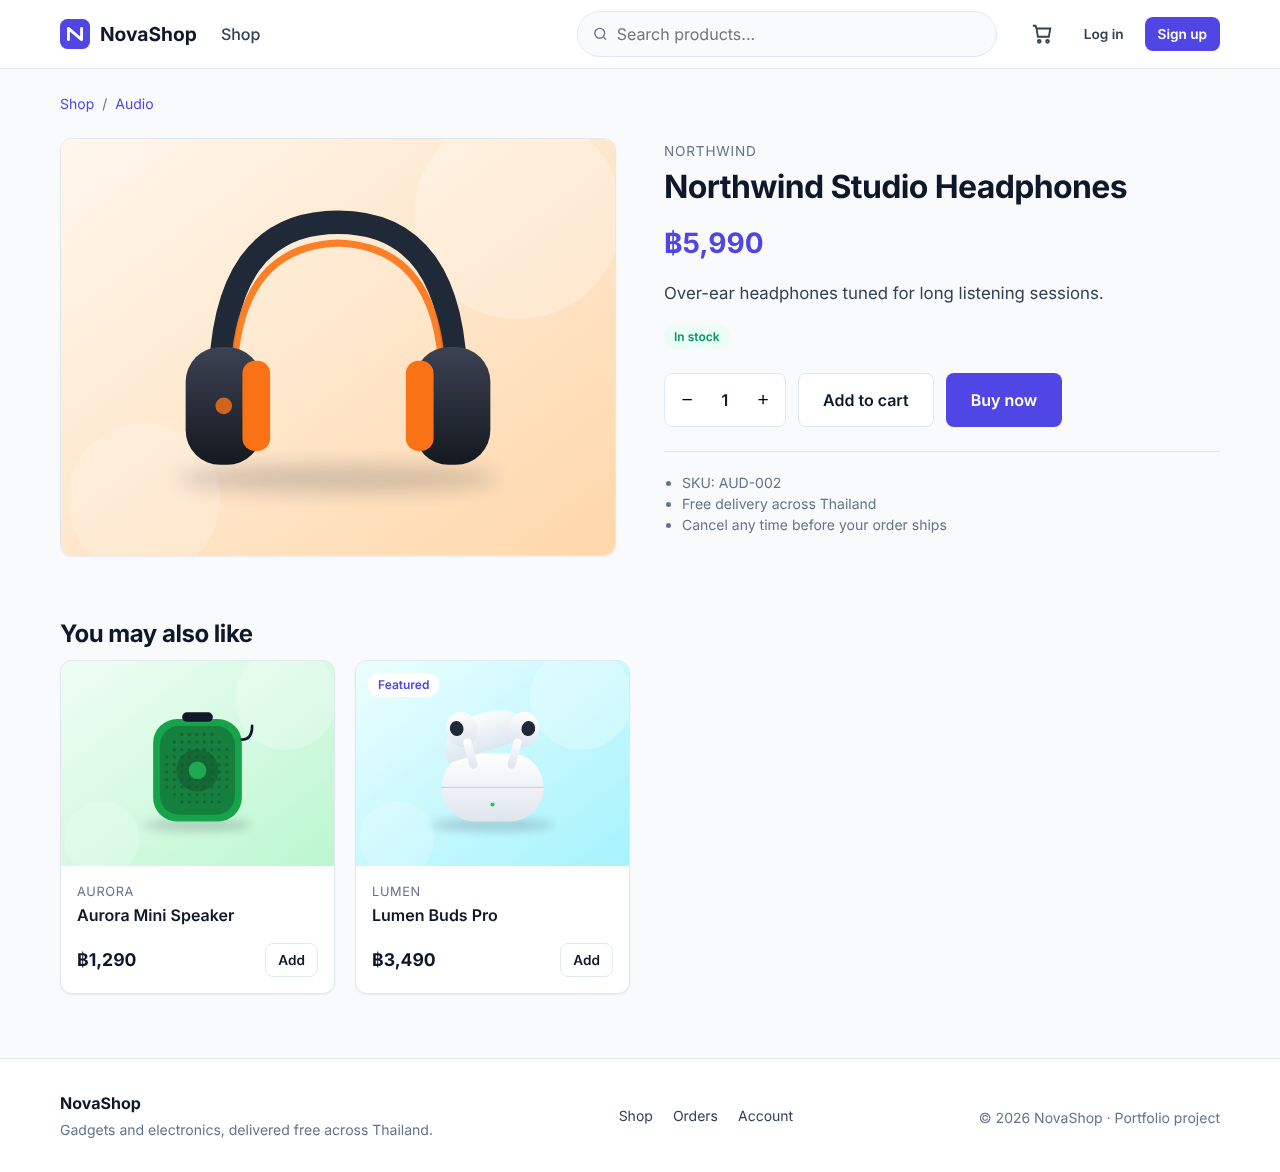 NovaShop
Shop
Search products...
Log in
Sign up
Shop / Audio
NORTHWIND
Northwind Studio Headphones
฿5,990
Over-ear headphones tuned for long listening sessions.
In stock
− 1 +
Add to cart
Buy now
SKU: AUD-002
Free delivery across Thailand
Cancel any time before your order ships
You may also like
AURORA
Aurora Mini Speaker
฿1,290
Add
Featured
LUMEN
Lumen Buds Pro
฿3,490
Add
NovaShop
Gadgets and electronics, delivered free across Thailand.
Shop
Orders
Account
© 2026 NovaShop · Portfolio project